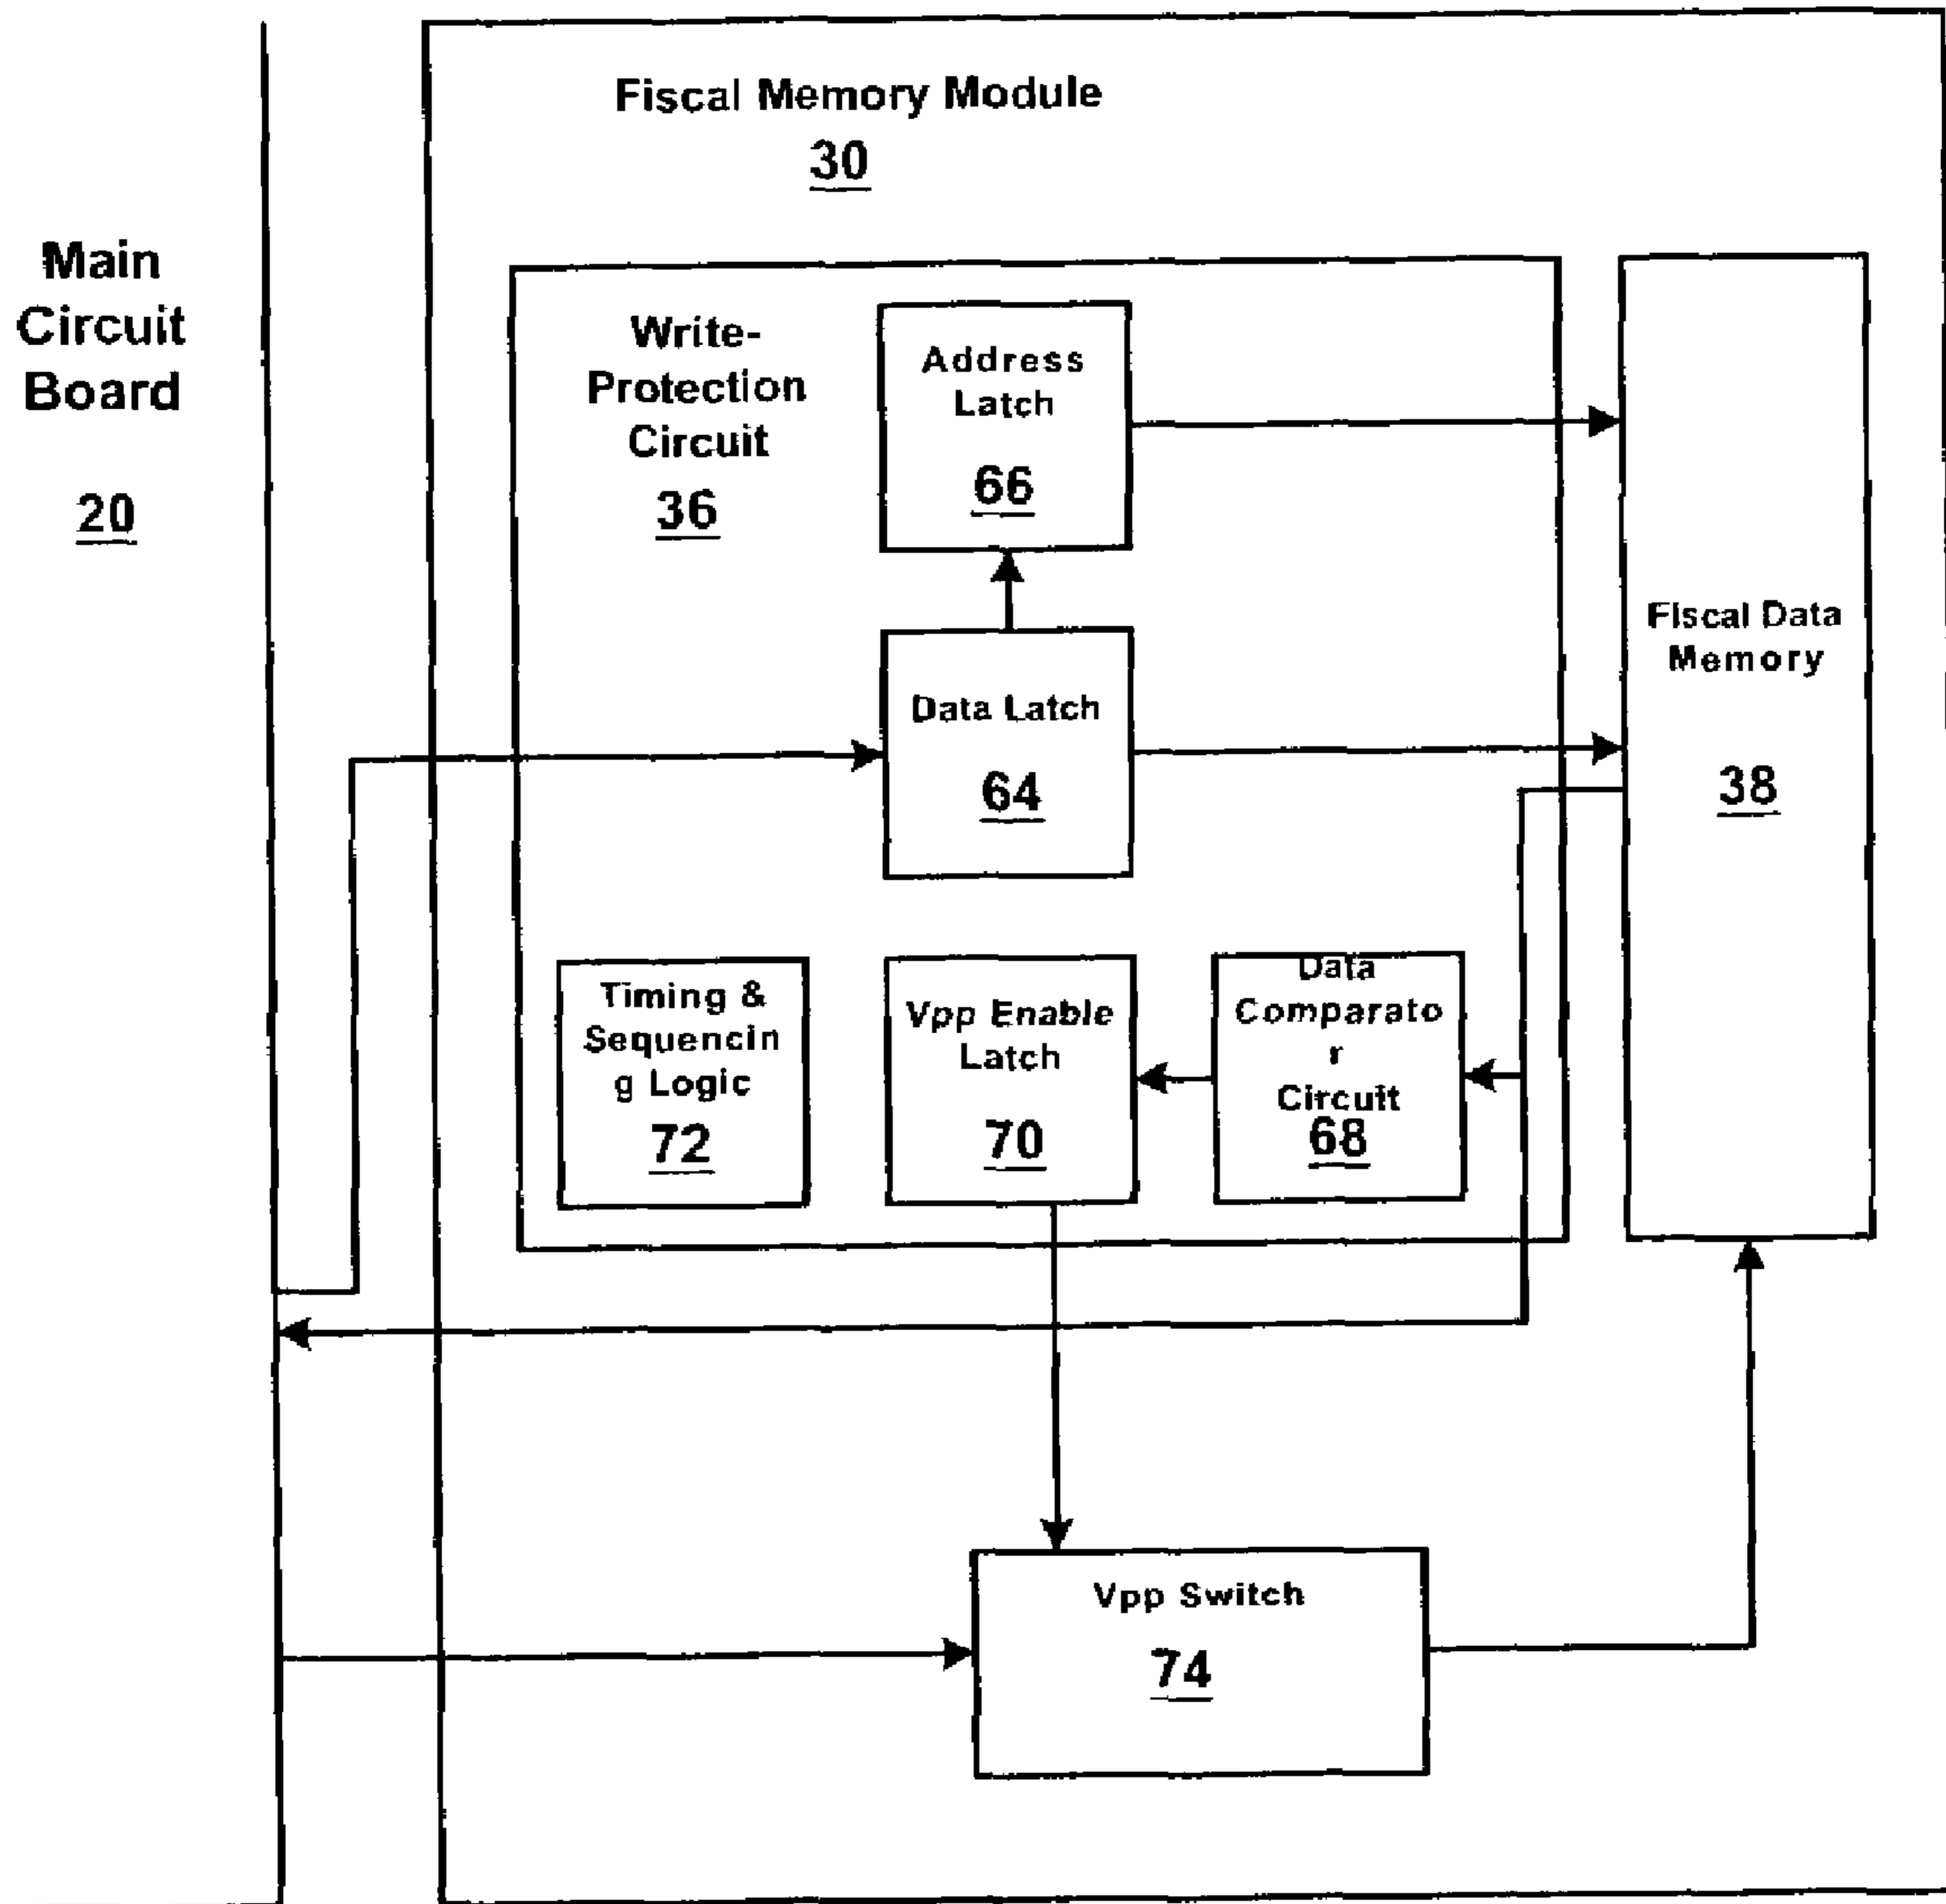 Fiscal Memory Module
30
Main
Circuit
Board
20
Write-
Protection
Circuit
36
Address
Latch
66
Data Latch
64
Fiscal Data
Memory
38
Timing &
Sequencin
g Logic
72
Vpp Enable
Latch
70
Data
Comparato
r
Circuit
68
Vpp Switch
74